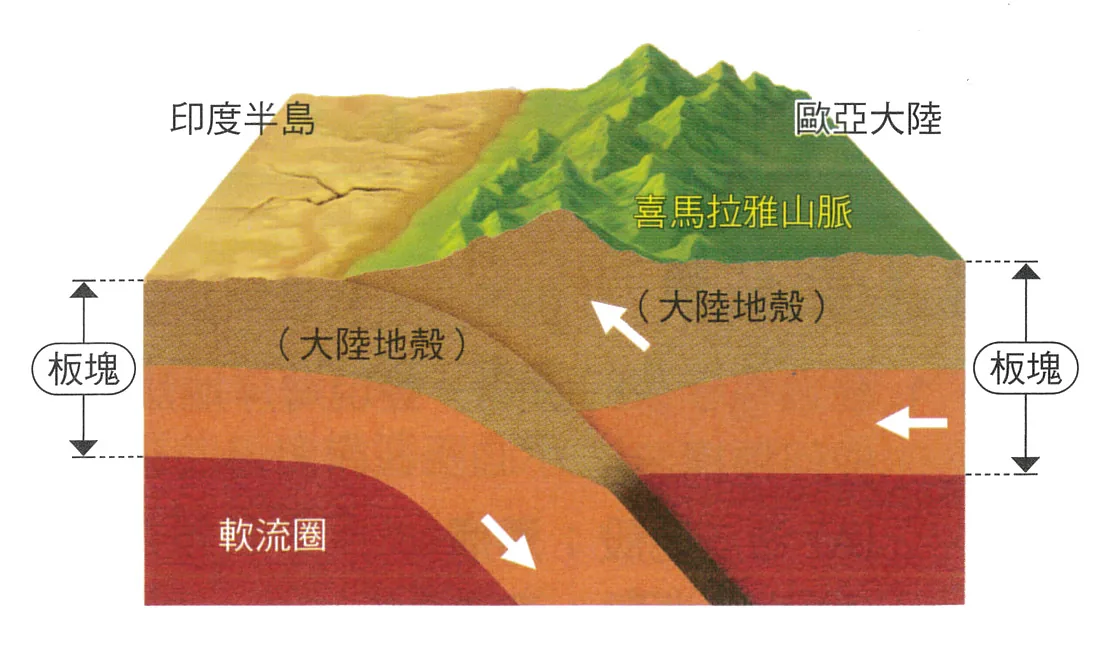 印度半島
歐亞大陸
喜馬拉雅山脈
（大陸地殼）
（大陸地殼）
板塊
板塊
軟流圈